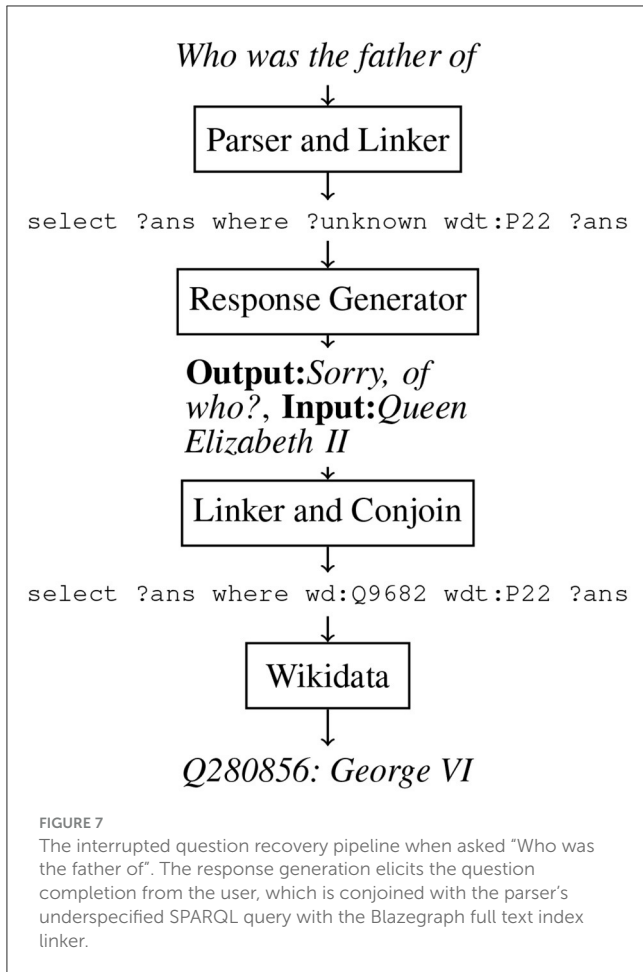 Who was the father of
Parser and Linker
select ?ans where ?unknown wdt:P22 ?ans
Response Generator
Output:Sorry, of
who?, Input:Queen
Elizabeth II
Linker and Conjoin
select ?ans where wd:Q9682 wdt:P22 ?ans
Wikidata
Q280856: George VI
FIGURE 7
The interrupted question recovery pipeline when asked “Who was
the father of”. The response generation elicits the question
completion from the user, which is conjoined with the parser’s
underspecified SPARQL query with the Blazegraph full text index
linker.